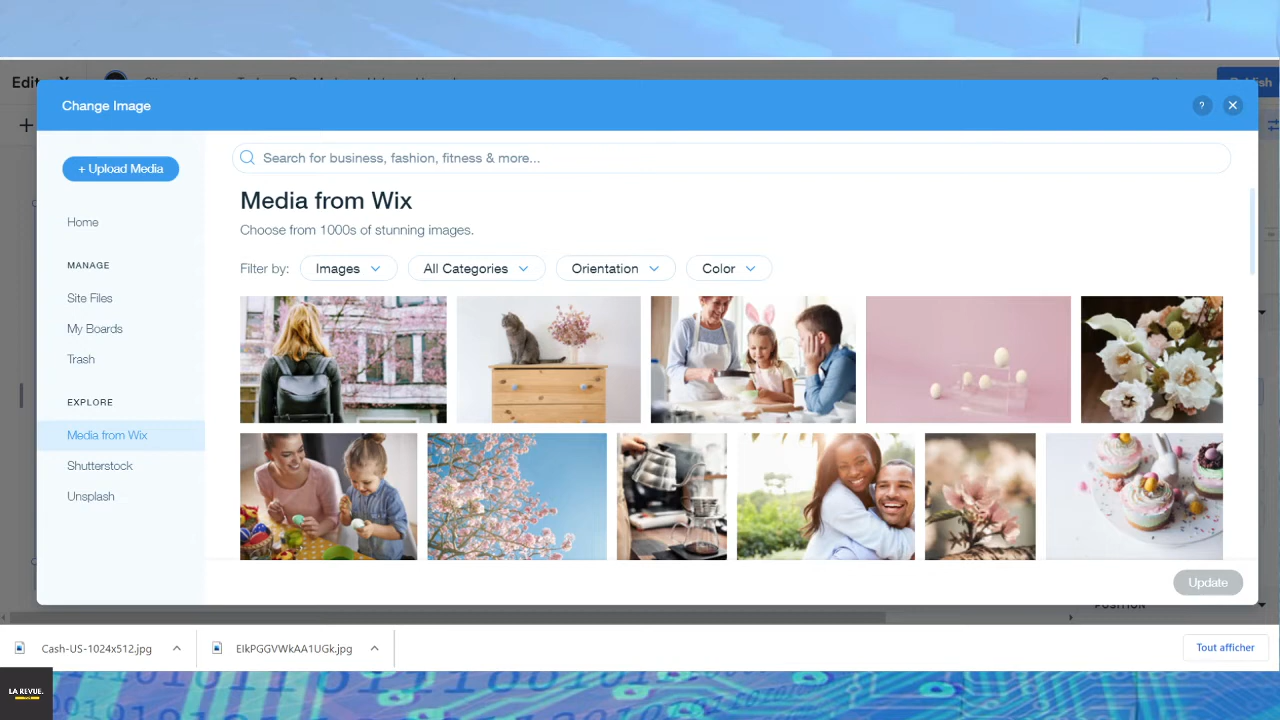 Edit
Change Image
?
+ Upload Media
Search for business, fashion, fitness & more...
Home
MANAGE
Site Files
My Boards
Trash
EXPLORE
Media from Wix
Shutterstock
Unsplash
Media from Wix
Choose from 1000s of stunning images.
Filter by:
Images
All Categories
Orientation
Color
Update
POSITION
Cash-US-1024x512.jpg
EIkPGGVWkAA1UGk.jpg
Tout afficher
LA REVUE.